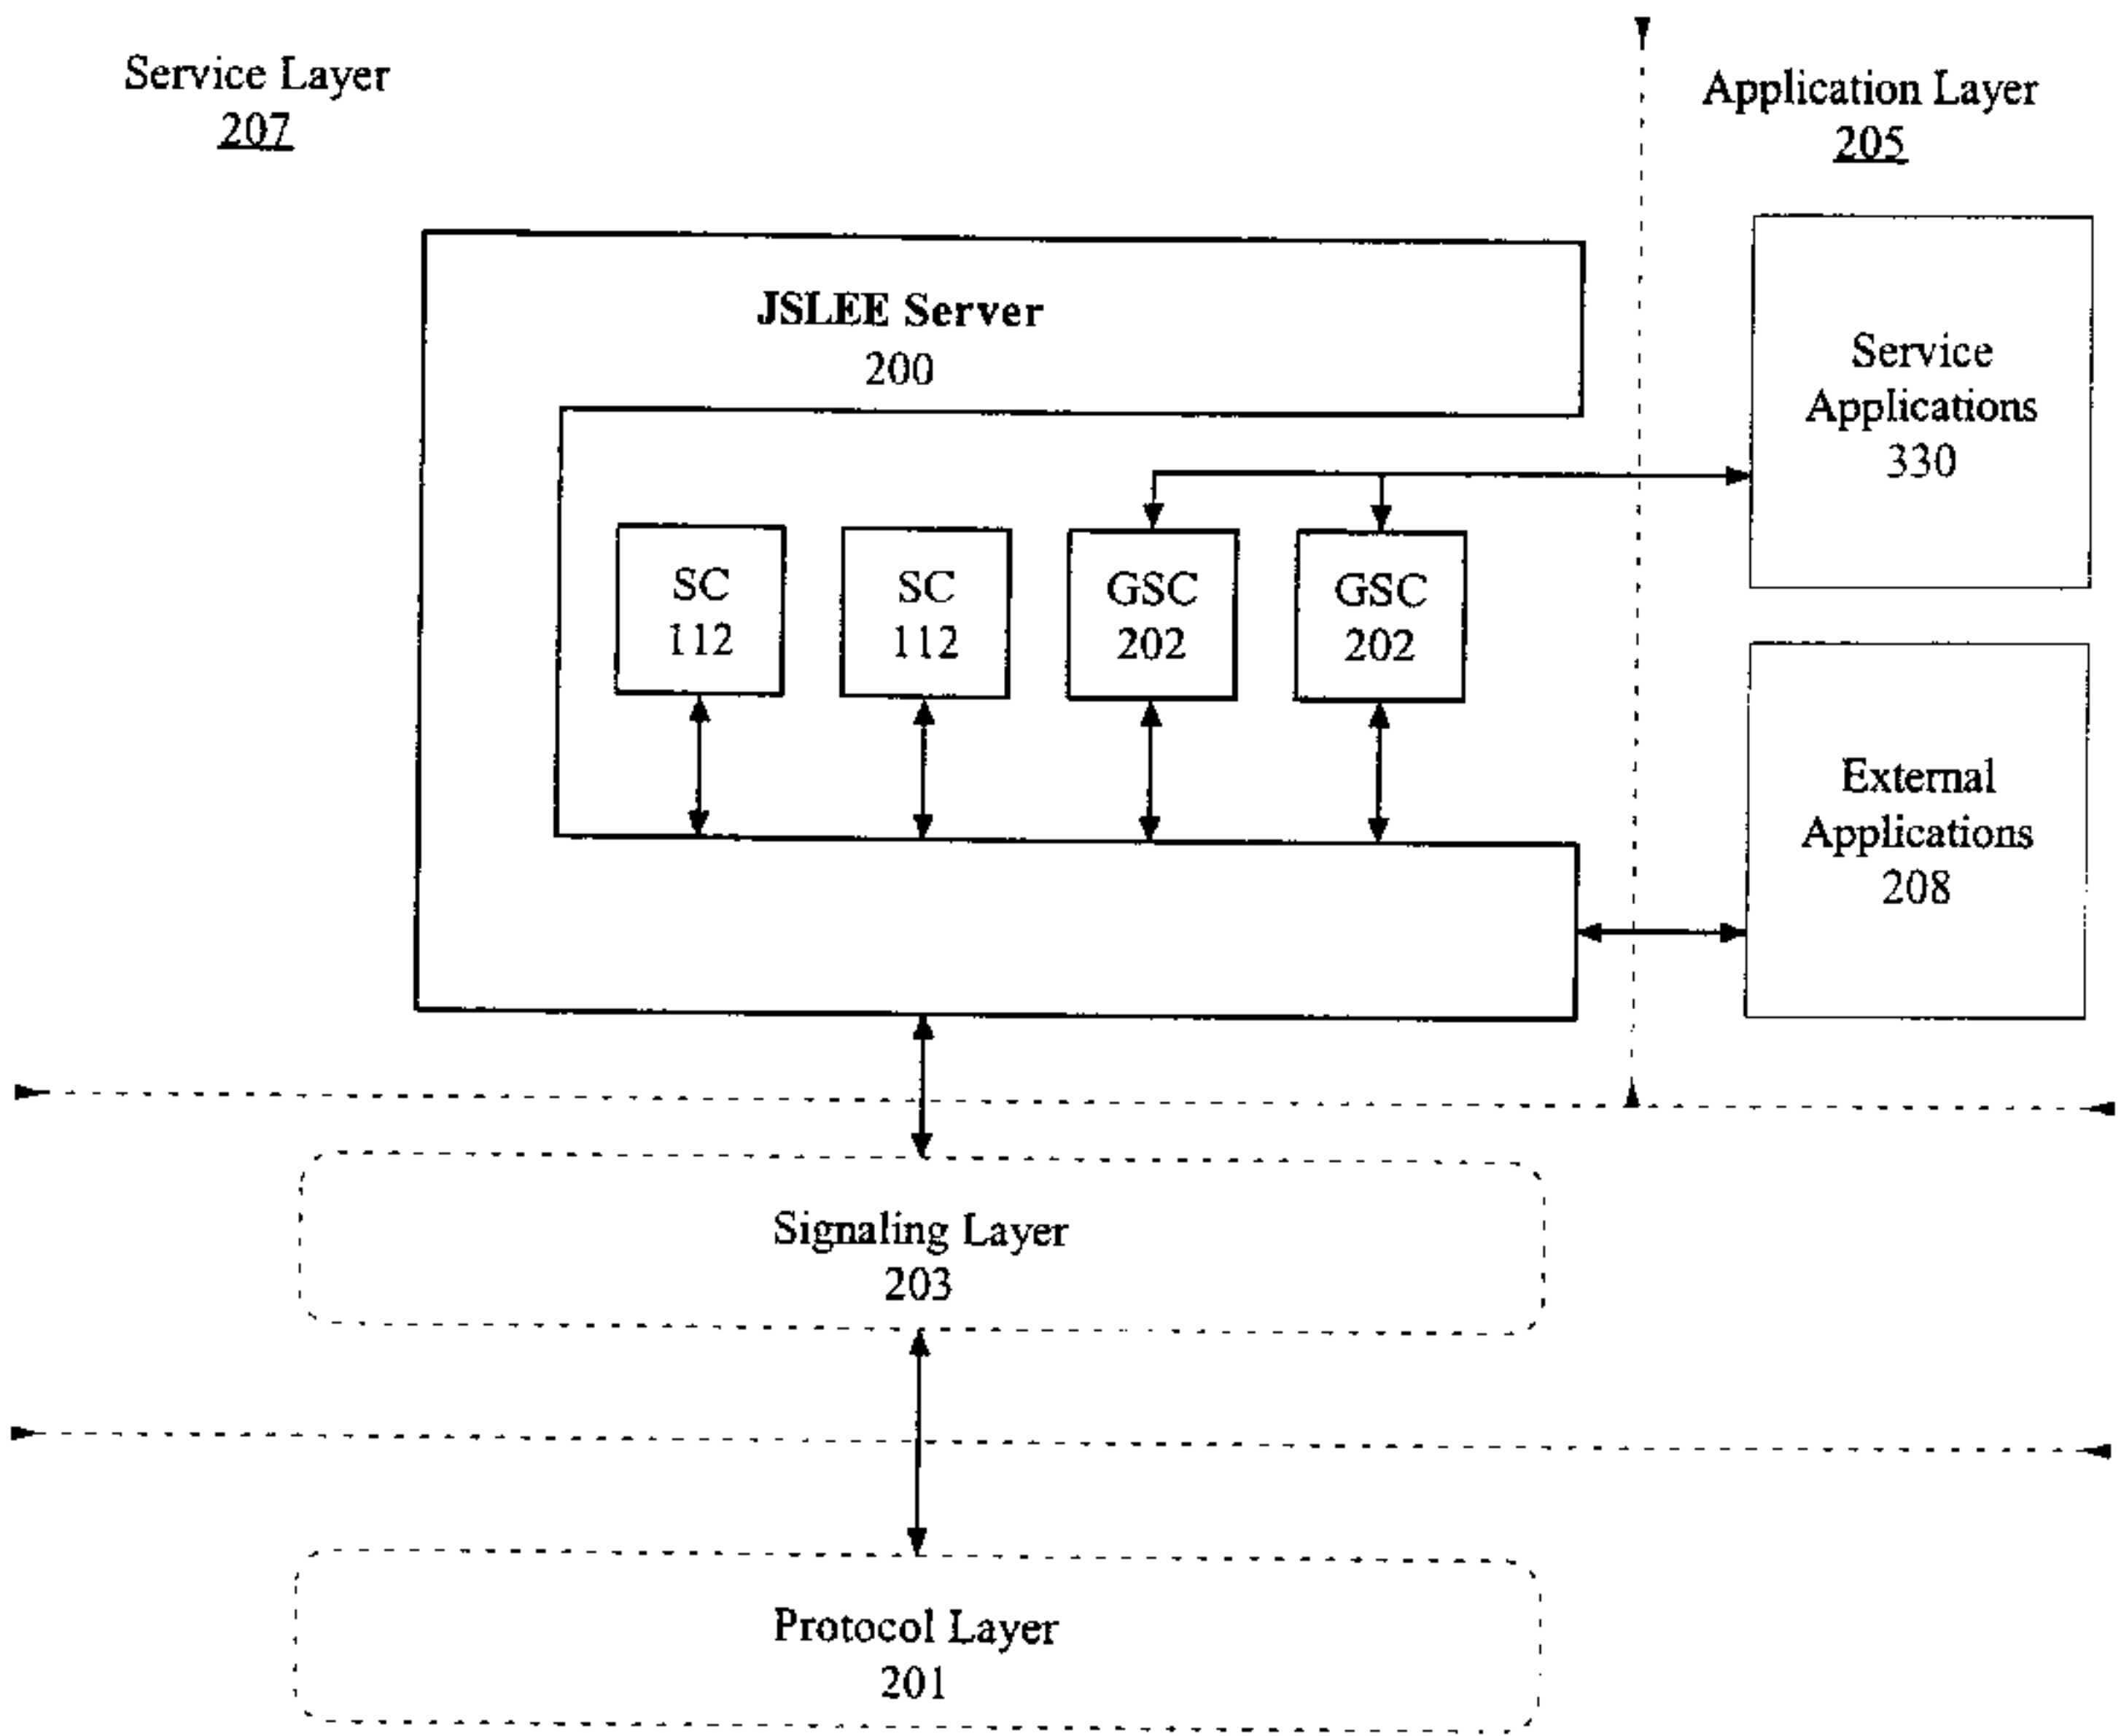 Service Layer
207
Application Layer
205
JSLEE Server
200
Service
Applications
330
SC
112
SC
112
GSC
202
GSC
202
External
Applications
208
Signaling Layer
203
Protocol Layer
201